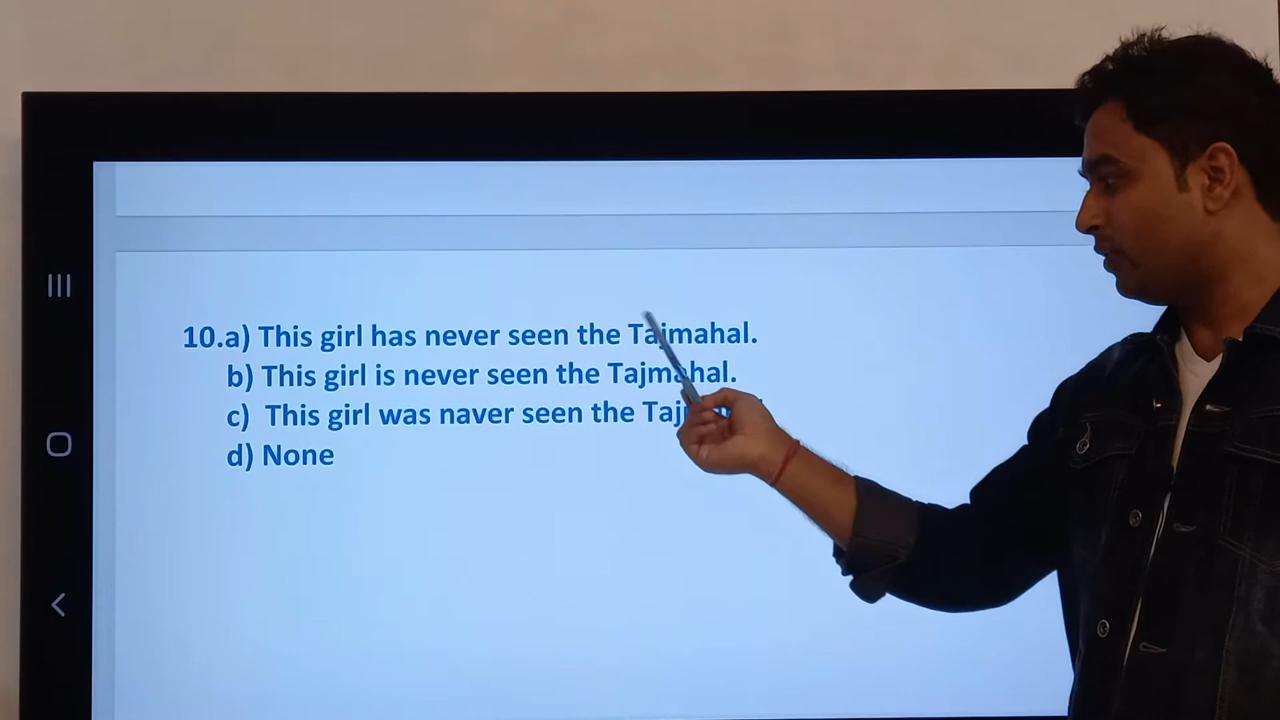 10.a) This girl has never seen the Tajmahal.
b) This girl is never seen the Tajmahal.
c) This girl was naver seen the
d) None